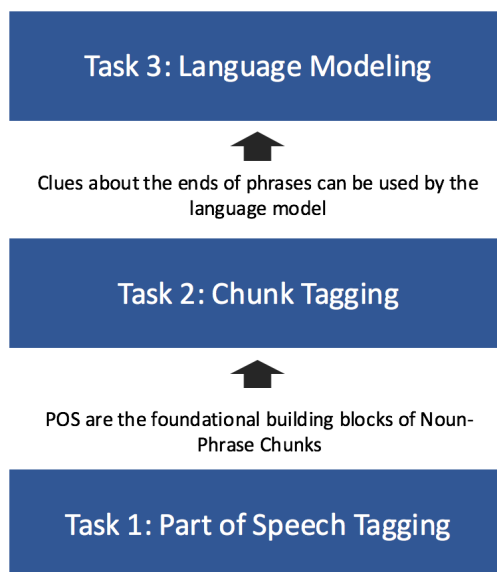 Task 3: Language Modeling
Clues about the ends of phrases can be used by the
language model
Task 2: Chunk Tagging
POS are the foundational building blocks of Noun-
Phrase Chunks
Task 1: Part of Speech Tagging